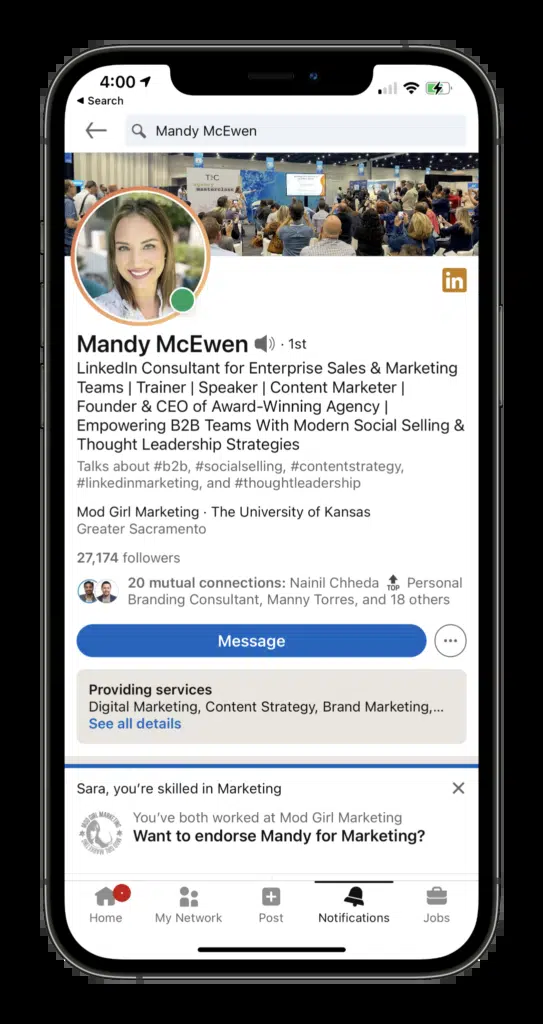 4:00
◂ Search
Mandy McEwen
masterclass
in
Mandy McEwen · 1st
LinkedIn Consultant for Enterprise Sales & Marketing
Teams | Trainer | Speaker | Content Marketer |
Founder & CEO of Award-Winning Agency |
Empowering B2B Teams With Modern Social Selling &
Thought Leadership Strategies
Talks about #b2b, #socialselling, #contentstrategy,
#linkedinmarketing, and #thoughtleadership
Mod Girl Marketing · The University of Kansas
Greater Sacramento
27,174 followers
20 mutual connections: Nainil Chheda TOP Personal
Branding Consultant, Manny Torres, and 18 others
Message
Providing services
Digital Marketing, Content Strategy, Brand Marketing,...
See all details
Sara, you're skilled in Marketing
MOD GIRL MARKETING
You've both worked at Mod Girl Marketing
Want to endorse Mandy for Marketing?
Home
My Network
Post
Notifications
Jobs